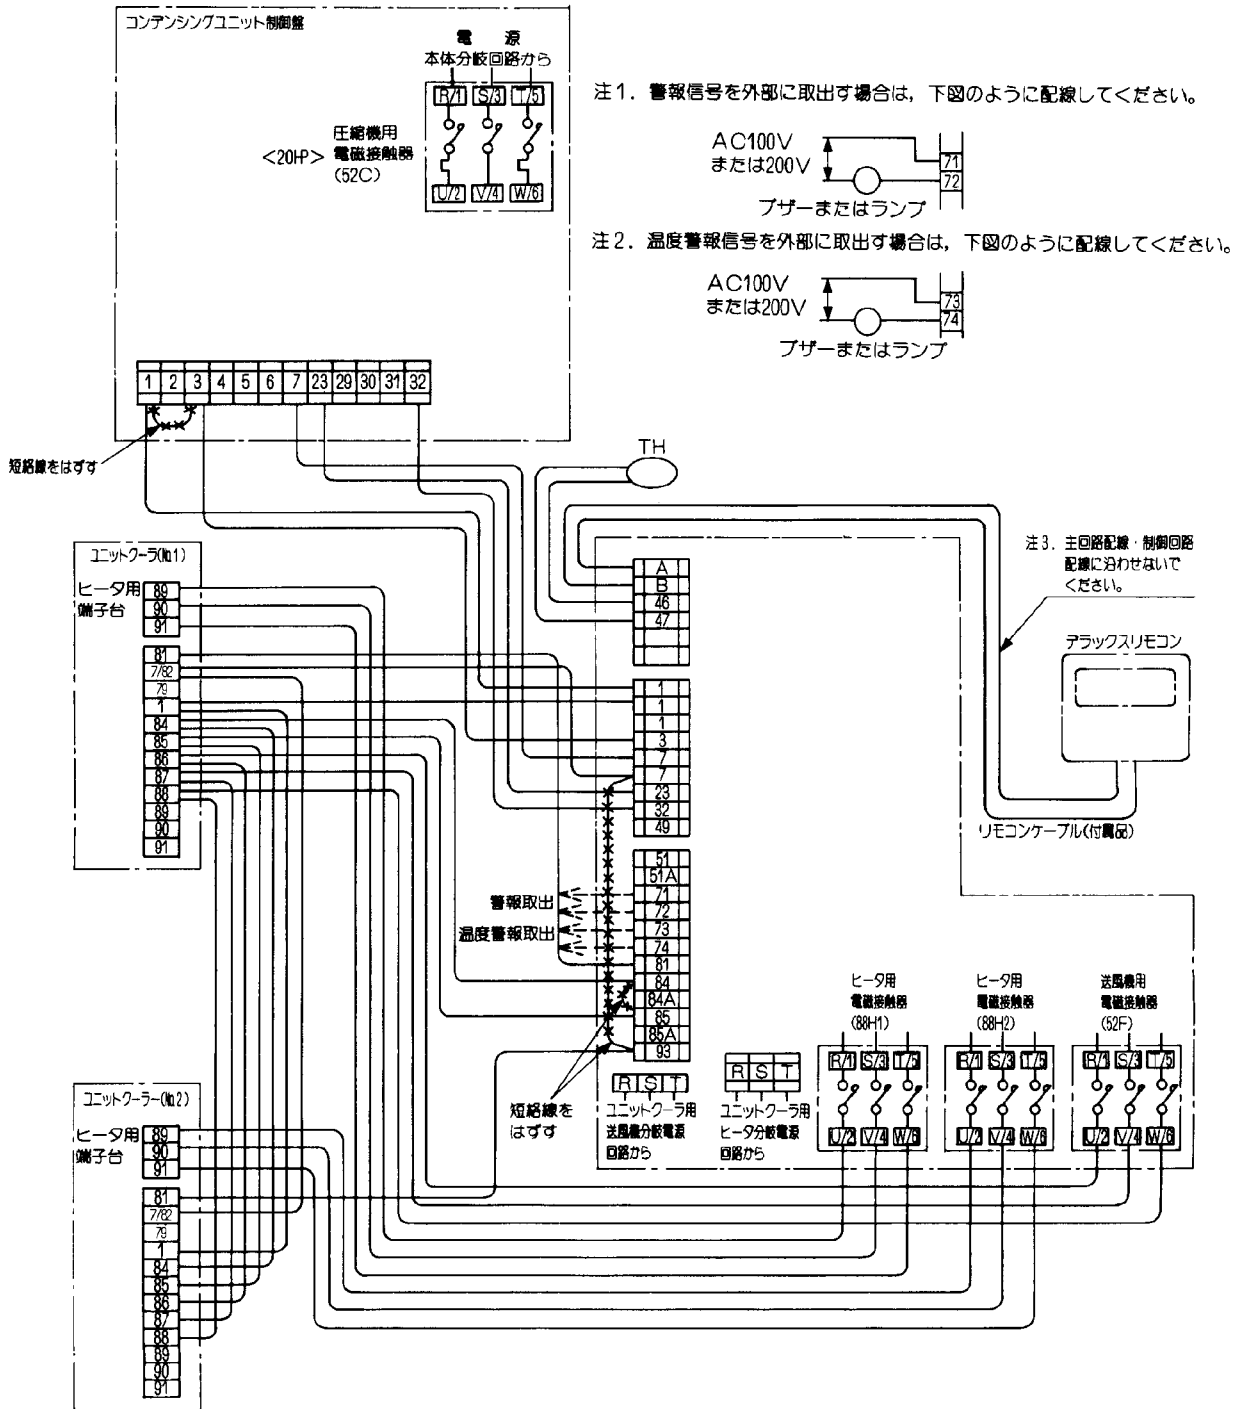 コンデンシングユニット制御盤
電 源
本体分岐回路から
R/1 S/3 T/5
圧縮機用
<20HP> 電磁接触器
(52C)
U/2 V/4 W/6
注1. 警報信号を外部に取出す場合は, 下図のように配線してください。
AC100V
または200V
71
72
ブザーまたはランプ
注2. 温度警報信号を外部に取出す場合は, 下図のように配線してください。
AC100V
または200V
73
74
ブザーまたはランプ
1 2 3 4 5 6 7 23 29 30 31 32
短絡線をはずす
TH
ユニットクーラ(№1)
ヒータ用
端子台
89
90
91
81
7/82
79
1
84
85
86
87
88
89
90
91
A
B
46
47
1
1
1
3
7
7
23
32
49
51
51A
71
72
73
74
81
84
84A
85
85A
93
警報取出
温度警報取出
短絡線を
はずす
注3. 主回路配線・制御回路
配線に沿わせないで
ください。
デラックスリモコン
リモコンケーブル(付属品)
R S T
ユニットクーラ用
送風機分岐電源
回路から
R S T
ユニットクーラ用
ヒータ分岐電源
回路から
ヒータ用
電磁接触器
(88H1)
R/1 S/3 T/5
U/2 V/4 W/6
ヒータ用
電磁接触器
(88H2)
R/1 S/3 T/5
U/2 V/4 W/6
送風機用
電磁接触器
(52F)
R/1 S/3 T/5
U/2 V/4 W/6
ユニットクーラー(№2)
ヒータ用
端子台
89
90
91
81
7/82
79
1
84
85
86
87
88
89
90
91